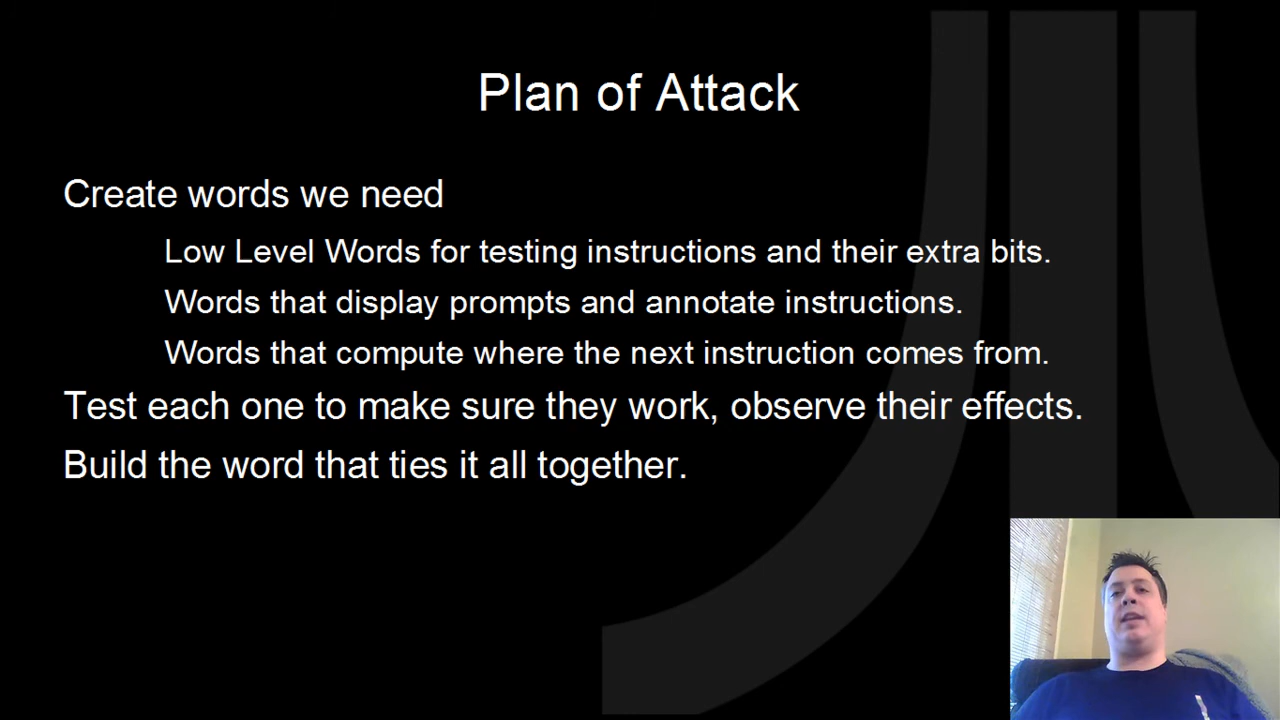 Plan of Attack
Create words we need
Low Level Words for testing instructions and their extra bits.
Words that display prompts and annotate instructions.
Words that compute where the next instruction comes from.
Test each one to make sure they work, observe their effects.
Build the word that ties it all together.